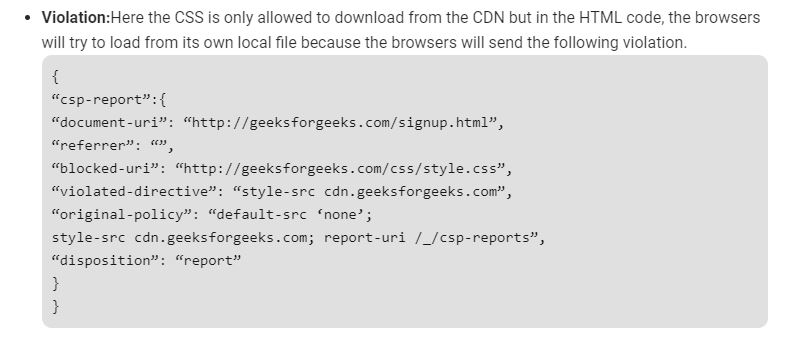 • Violation:Here the CSS is only allowed to download from the CDN but in the HTML code, the browsers
will try to load from its own local file because the browsers will send the following violation.
{
“csp-report”:{
“document-uri”: “http://geeksforgeeks.com/signup.html”,
“referrer”: “”,
“blocked-uri”: “http://geeksforgeeks.com/css/style.css”,
“violated-directive”: “style-src cdn.geeksforgeeks.com”,
“original-policy”: “default-src ‘none’;
style-src cdn.geeksforgeeks.com; report-uri /_/csp-reports”,
“disposition”: “report”
}
}